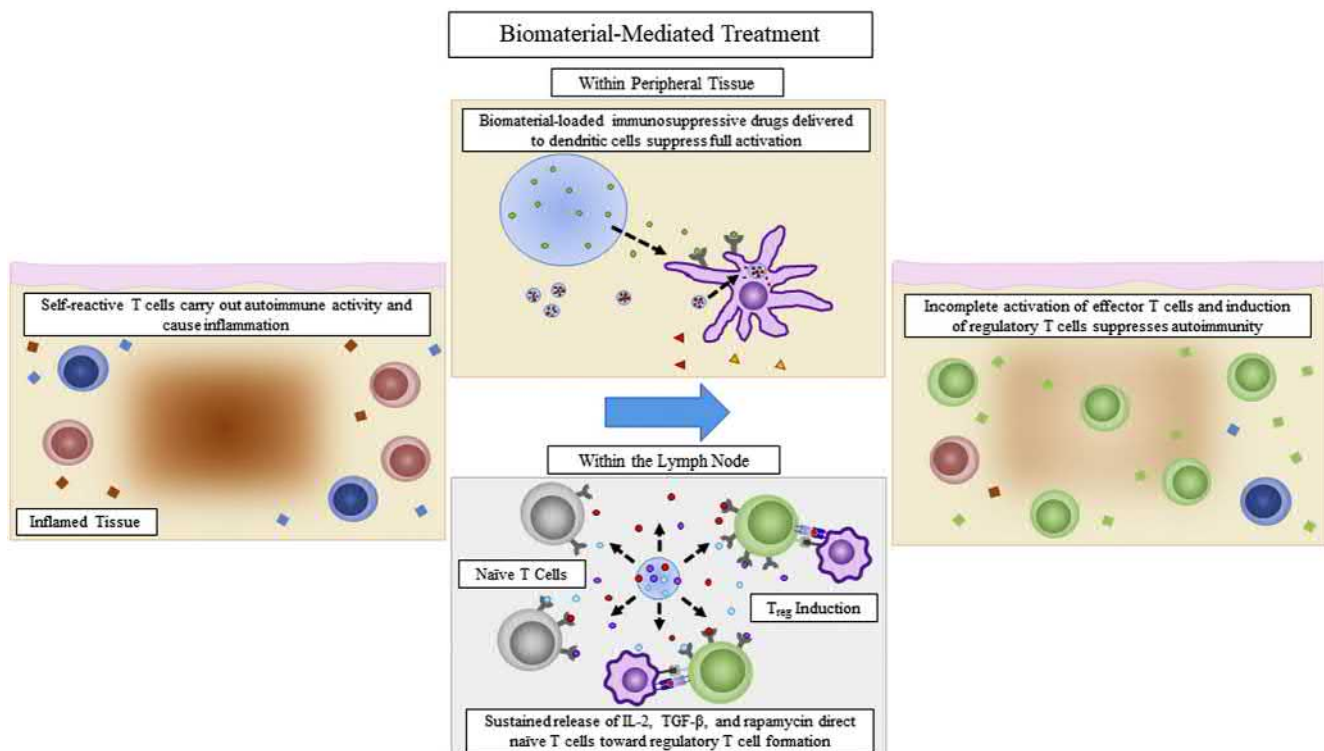 Biomaterial-Mediated Treatment
Within Peripheral Tissue
Biomaterial-loaded immunosuppressive drugs delivered
to dendritic cells suppress full activation
Self-reactive T cells carry out autoimmune activity and
cause inflammation
Inflamed Tissue
Incomplete activation of effector T cells and induction
of regulatory T cells suppresses autoimmunity
Within the Lymph Node
Naïve T Cells
Treg Induction
Sustained release of IL-2, TGF-β, and rapamycin direct
naïve T cells toward regulatory T cell formation